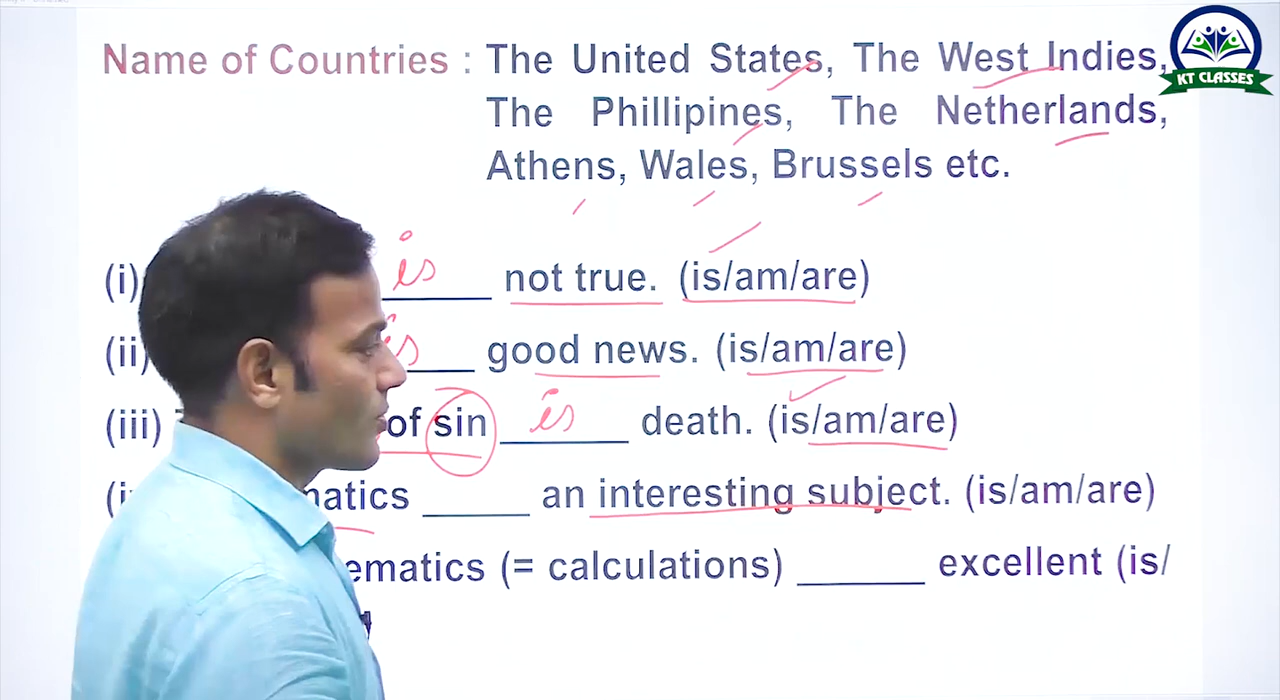 KT CLASSES
Name of Countries : The United States, The West Indies,
The Phillipines, The Netherlands,
Athens, Wales, Brussels etc.
(i) is not true. (is/am/are)
(ii) is good news. (is/am/are)
(iii) of sin is death. (is/am/are)
an interesting subject. (is/am/are)
(= calculations) excellent (is/